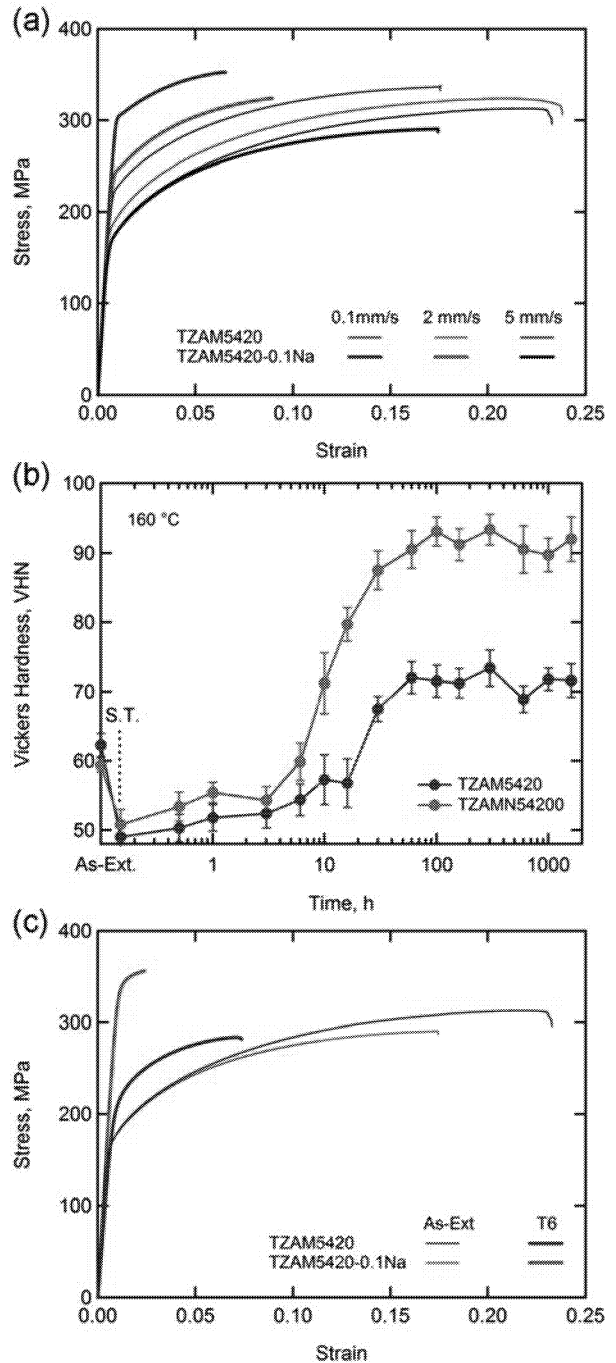 (a)
400
300
200
100
0
Stress, MPa
0.1mm/s 2 mm/s 5 mm/s
TZAM5420
TZAM5420-0.1Na
0.00 0.05 0.10 0.15 0.20 0.25
Strain
(b)
100
90
80
70
60
50
Vickers Hardness, VHN
160 °C
S.T.
TZAM5420
TZAMN54200
As-Ext. 1 10 100 1000
Time, h
(c)
400
300
200
100
0
Stress, MPa
As-Ext T6
TZAM5420
TZAM5420-0.1Na
0.00 0.05 0.10 0.15 0.20 0.25
Strain